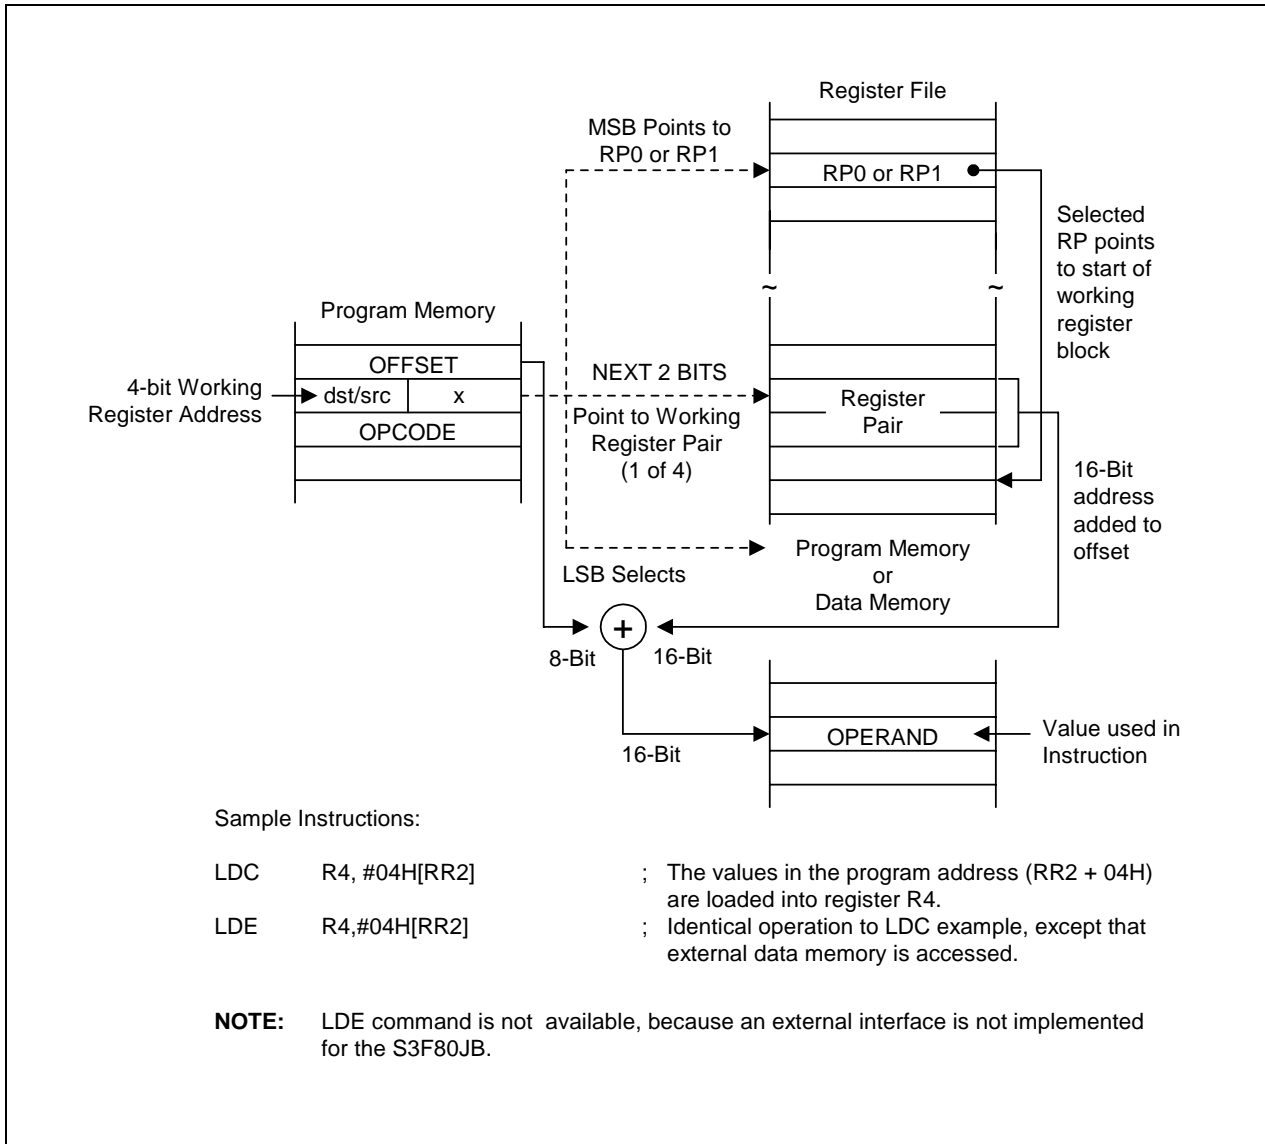 Register File
MSB Points to
RP0 or RP1
RP0 or RP1
Selected
RP points
to start of
working
register
block
~ ~
Program Memory
OFFSET
4-bit Working
Register Address
dst/src x
OPCODE
NEXT 2 BITS
Point to Working
Register Pair
(1 of 4)
Register
Pair
16-Bit
address
added to
offset
LSB Selects
Program Memory
or
Data Memory
+
8-Bit 16-Bit
16-Bit
OPERAND
Value used in
Instruction
Sample Instructions:
LDC R4, #04H[RR2] ; The values in the program address (RR2 + 04H)
are loaded into register R4.
LDE R4,#04H[RR2] ; Identical operation to LDC example, except that
external data memory is accessed.
NOTE: LDE command is not available, because an external interface is not implemented
for the S3F80JB.